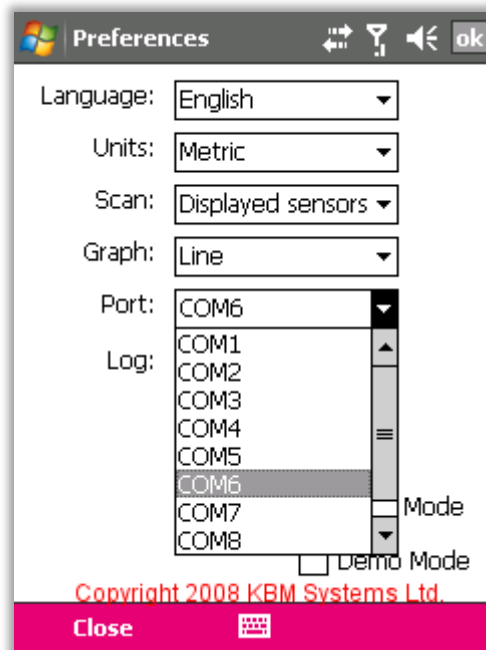 Preferences
ok
Language: English
Units: Metric
Scan: Displayed sensors
Graph: Line
Port: COM6
COM1
Log:
COM2
COM3
COM4
COM5
COM6
COM7
Mode
COM8
Demo Mode
Copyright 2008 KBM Systems Ltd.
Close